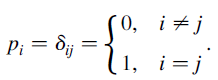 p_i = δ_ij = { 0, i ≠ j
1, i = j